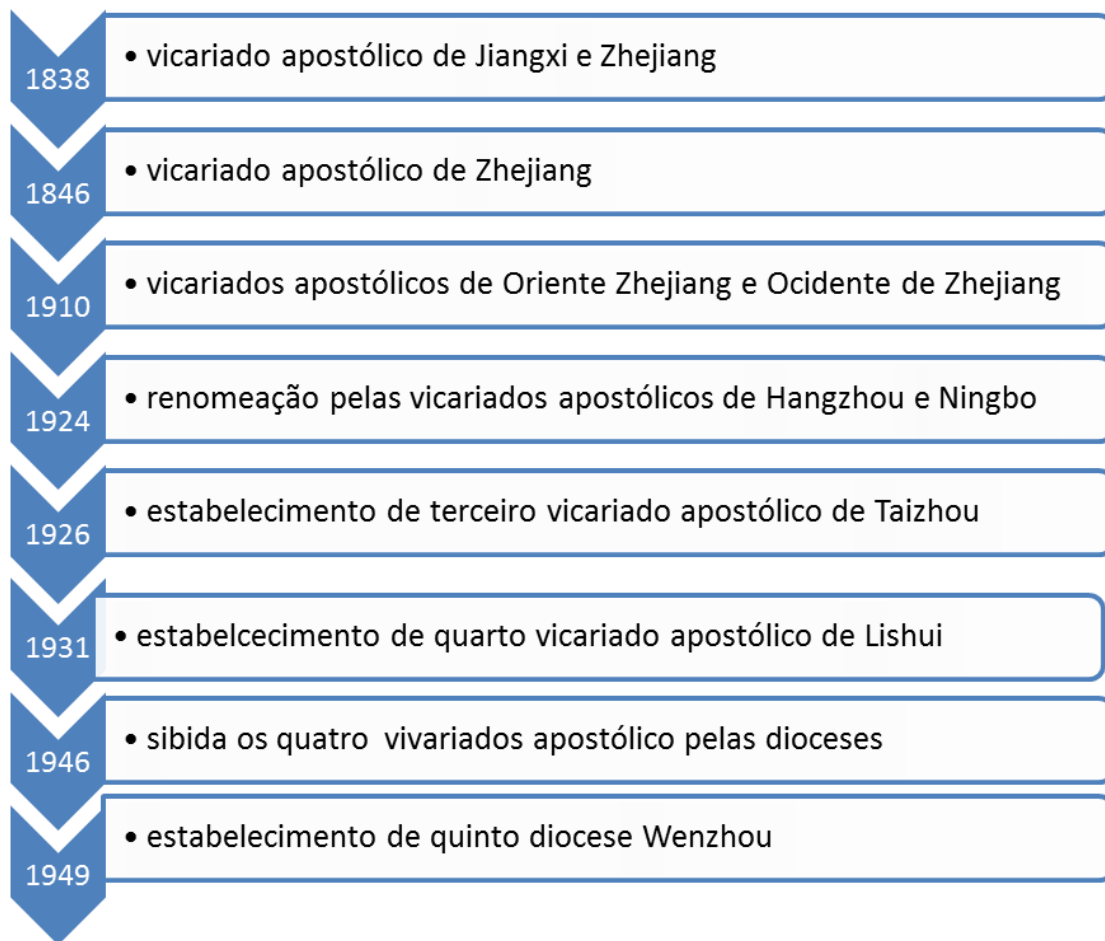 1838
• vicariado apostólico de Jiangxi e Zhejiang
1846
• vicariado apostólico de Zhejiang
1910
• vicariados apostólicos de Oriente Zhejiang e Ocidente de Zhejiang
1924
• renomeação pelas vicariados apostólicos de Hangzhou e Ningbo
1926
• estabelecimento de terceiro vicariado apostólico de Taizhou
1931
• estabelcecimento de quarto vicariado apostólico de Lishui
1946
• sibida os quatro vivariados apostólico pelas dioceses
1949
• estabelecimento de quinto diocese Wenzhou